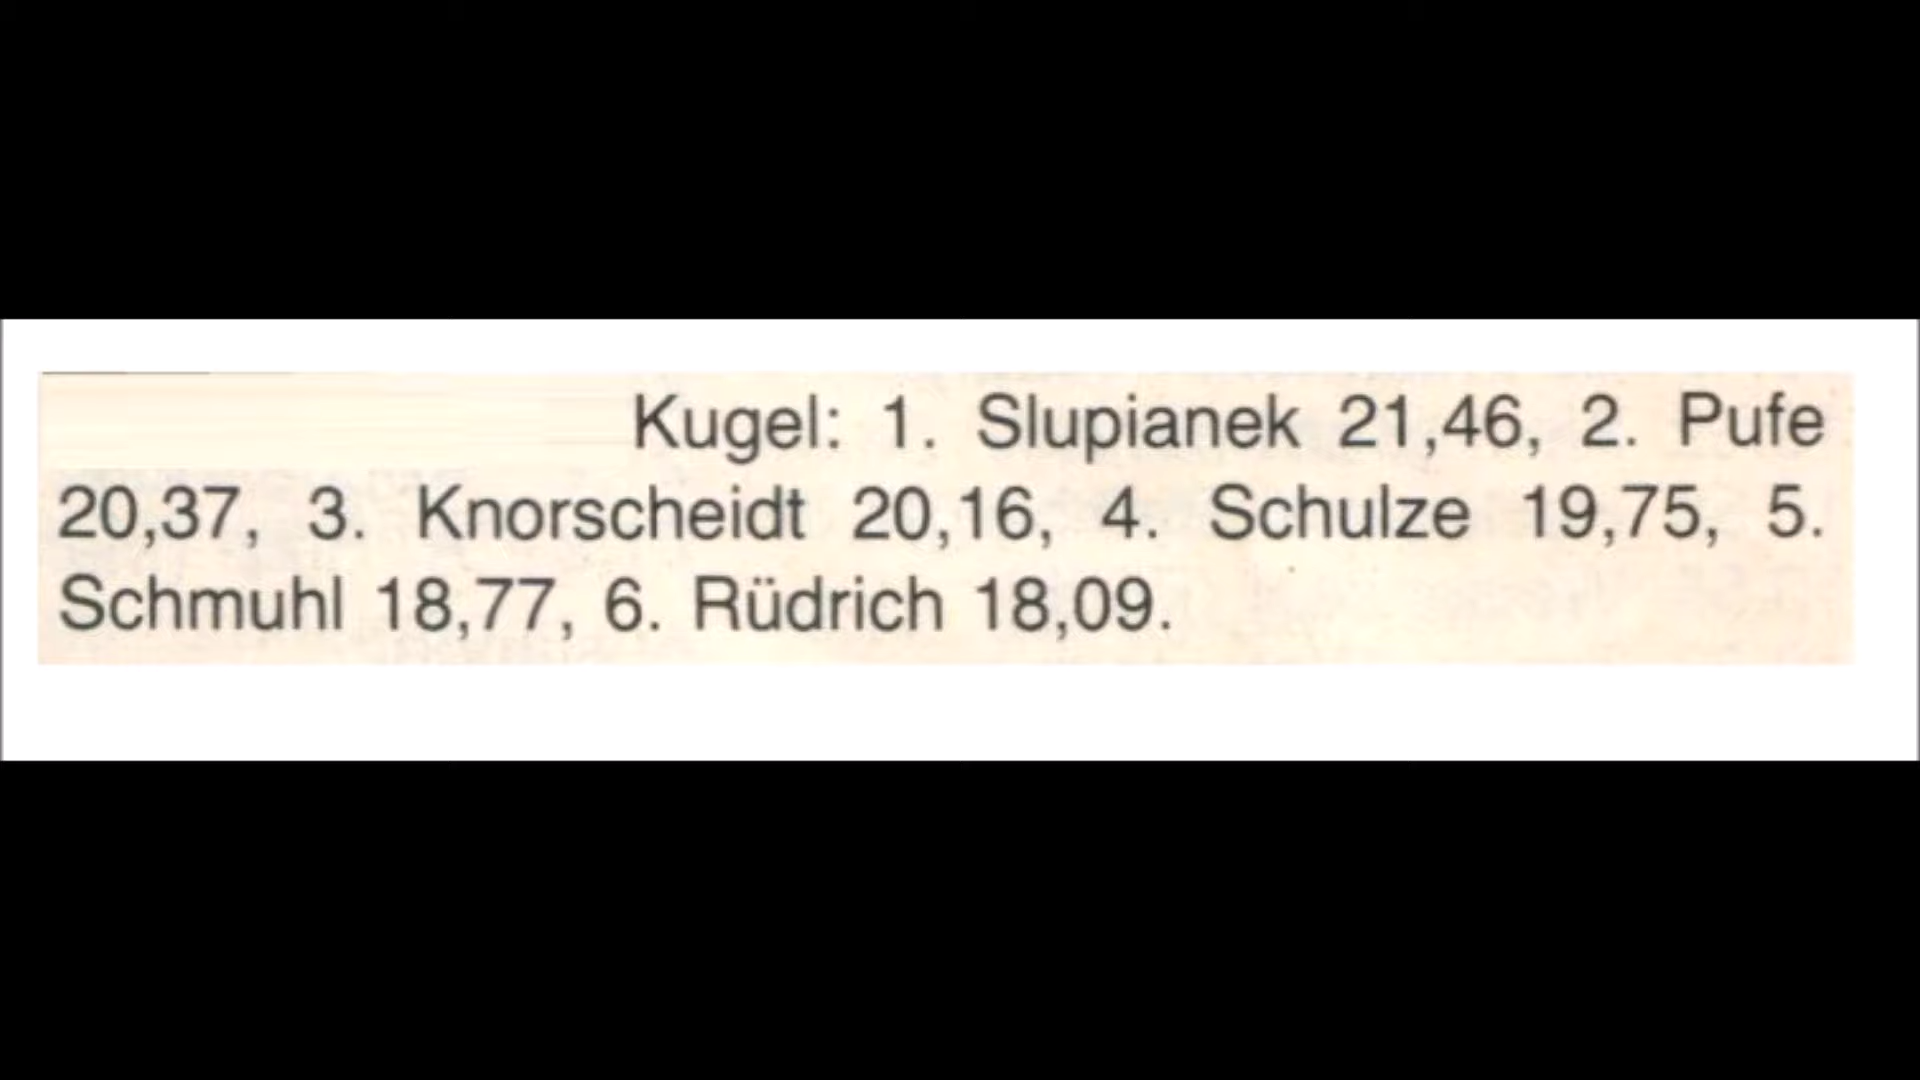 Kugel: 1. Slupianek 21,46, 2. Pufe
20,37, 3. Knorscheidt 20,16, 4. Schulze 19,75, 5.
Schmuhl 18,77, 6. Rüdrich 18,09.